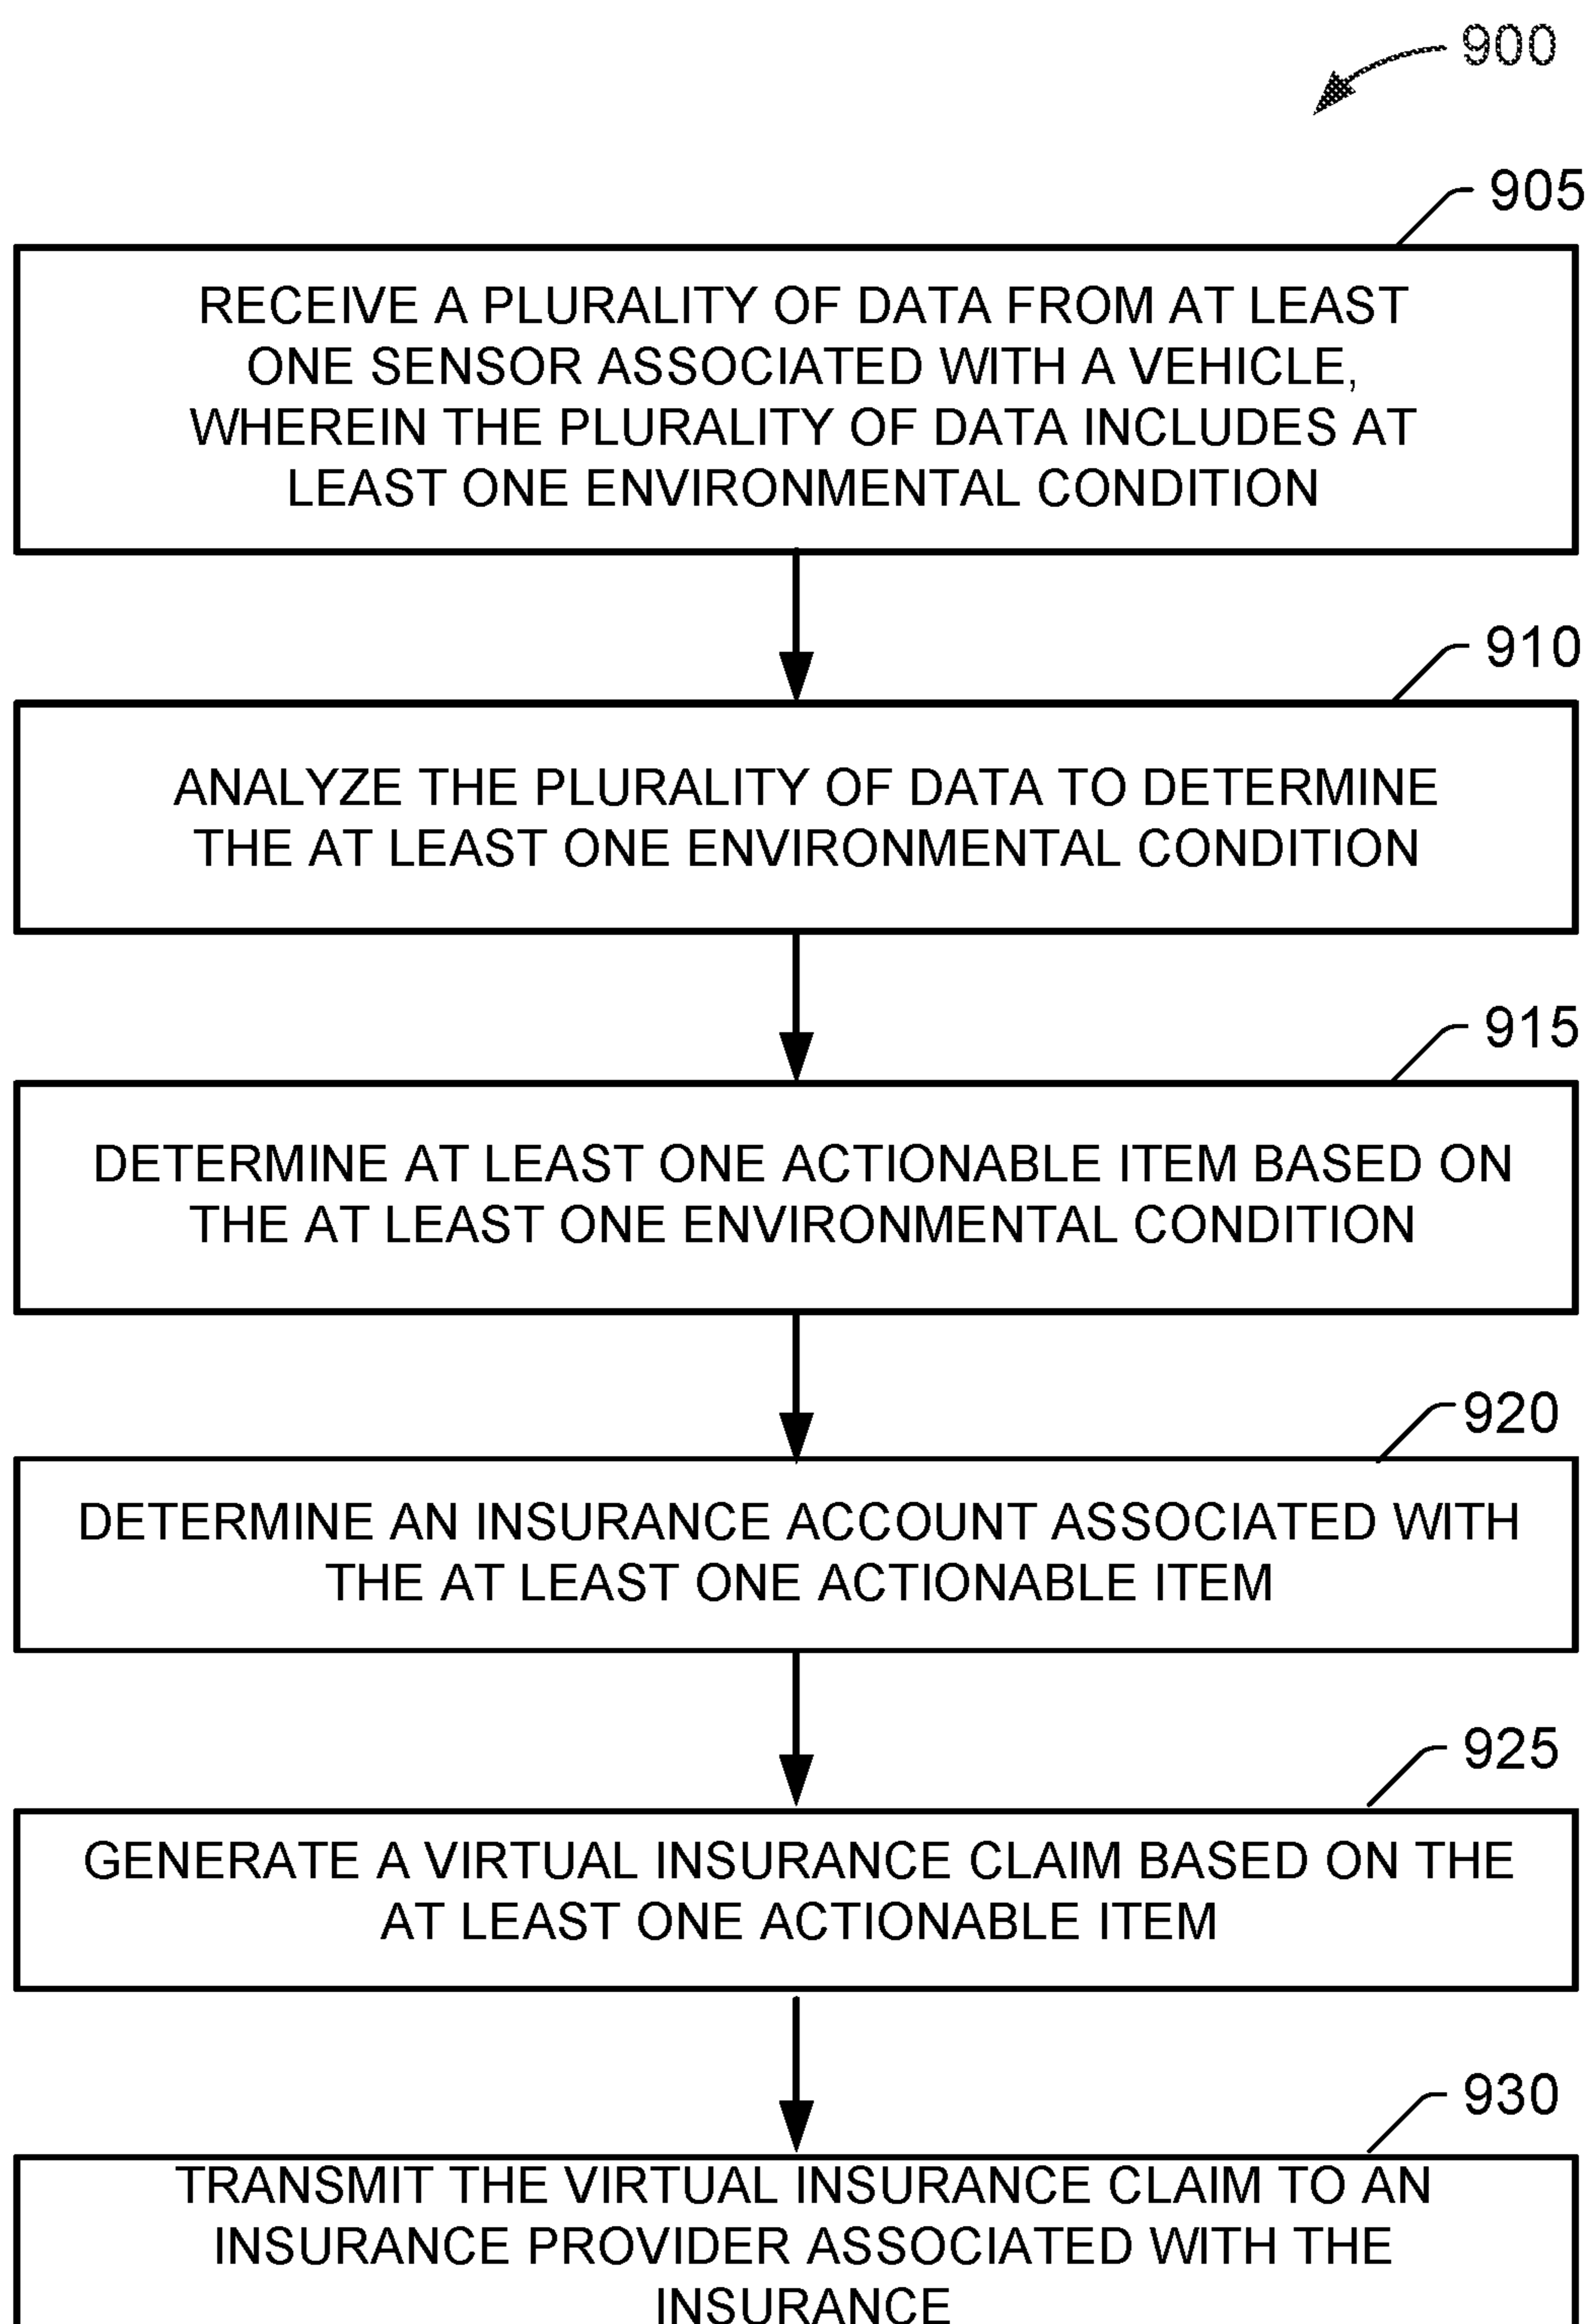 900
905
RECEIVE A PLURALITY OF DATA FROM AT LEAST
ONE SENSOR ASSOCIATED WITH A VEHICLE,
WHEREIN THE PLURALITY OF DATA INCLUDES AT
LEAST ONE ENVIRONMENTAL CONDITION
910
ANALYZE THE PLURALITY OF DATA TO DETERMINE
THE AT LEAST ONE ENVIRONMENTAL CONDITION
915
DETERMINE AT LEAST ONE ACTIONABLE ITEM BASED ON
THE AT LEAST ONE ENVIRONMENTAL CONDITION
920
DETERMINE AN INSURANCE ACCOUNT ASSOCIATED WITH
THE AT LEAST ONE ACTIONABLE ITEM
925
GENERATE A VIRTUAL INSURANCE CLAIM BASED ON THE
AT LEAST ONE ACTIONABLE ITEM
930
TRANSMIT THE VIRTUAL INSURANCE CLAIM TO AN
INSURANCE PROVIDER ASSOCIATED WITH THE
INSURANCE